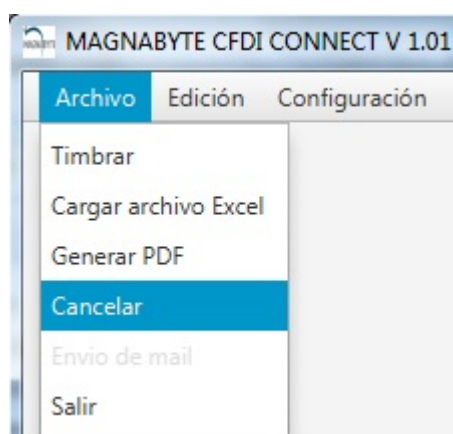 MAGNABYTE CFDI CONNECT V 1.01
Archivo Edición Configuración
Timbrar
Cargar archivo Excel
Generar PDF
Cancelar
Envio de mail
Salir